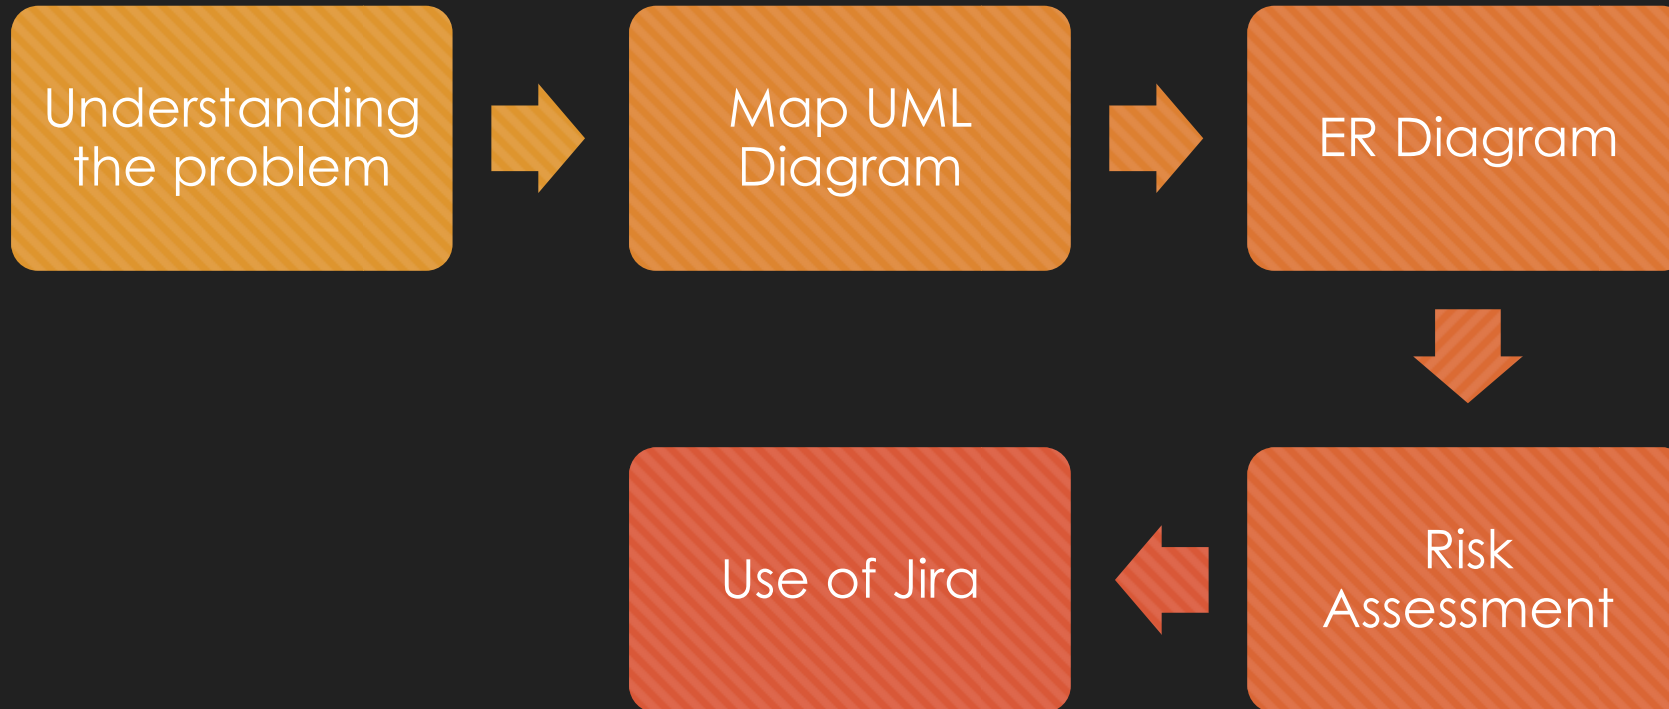 Understanding
the problem
Map UML
Diagram
ER Diagram
Risk
Assessment
Use of Jira